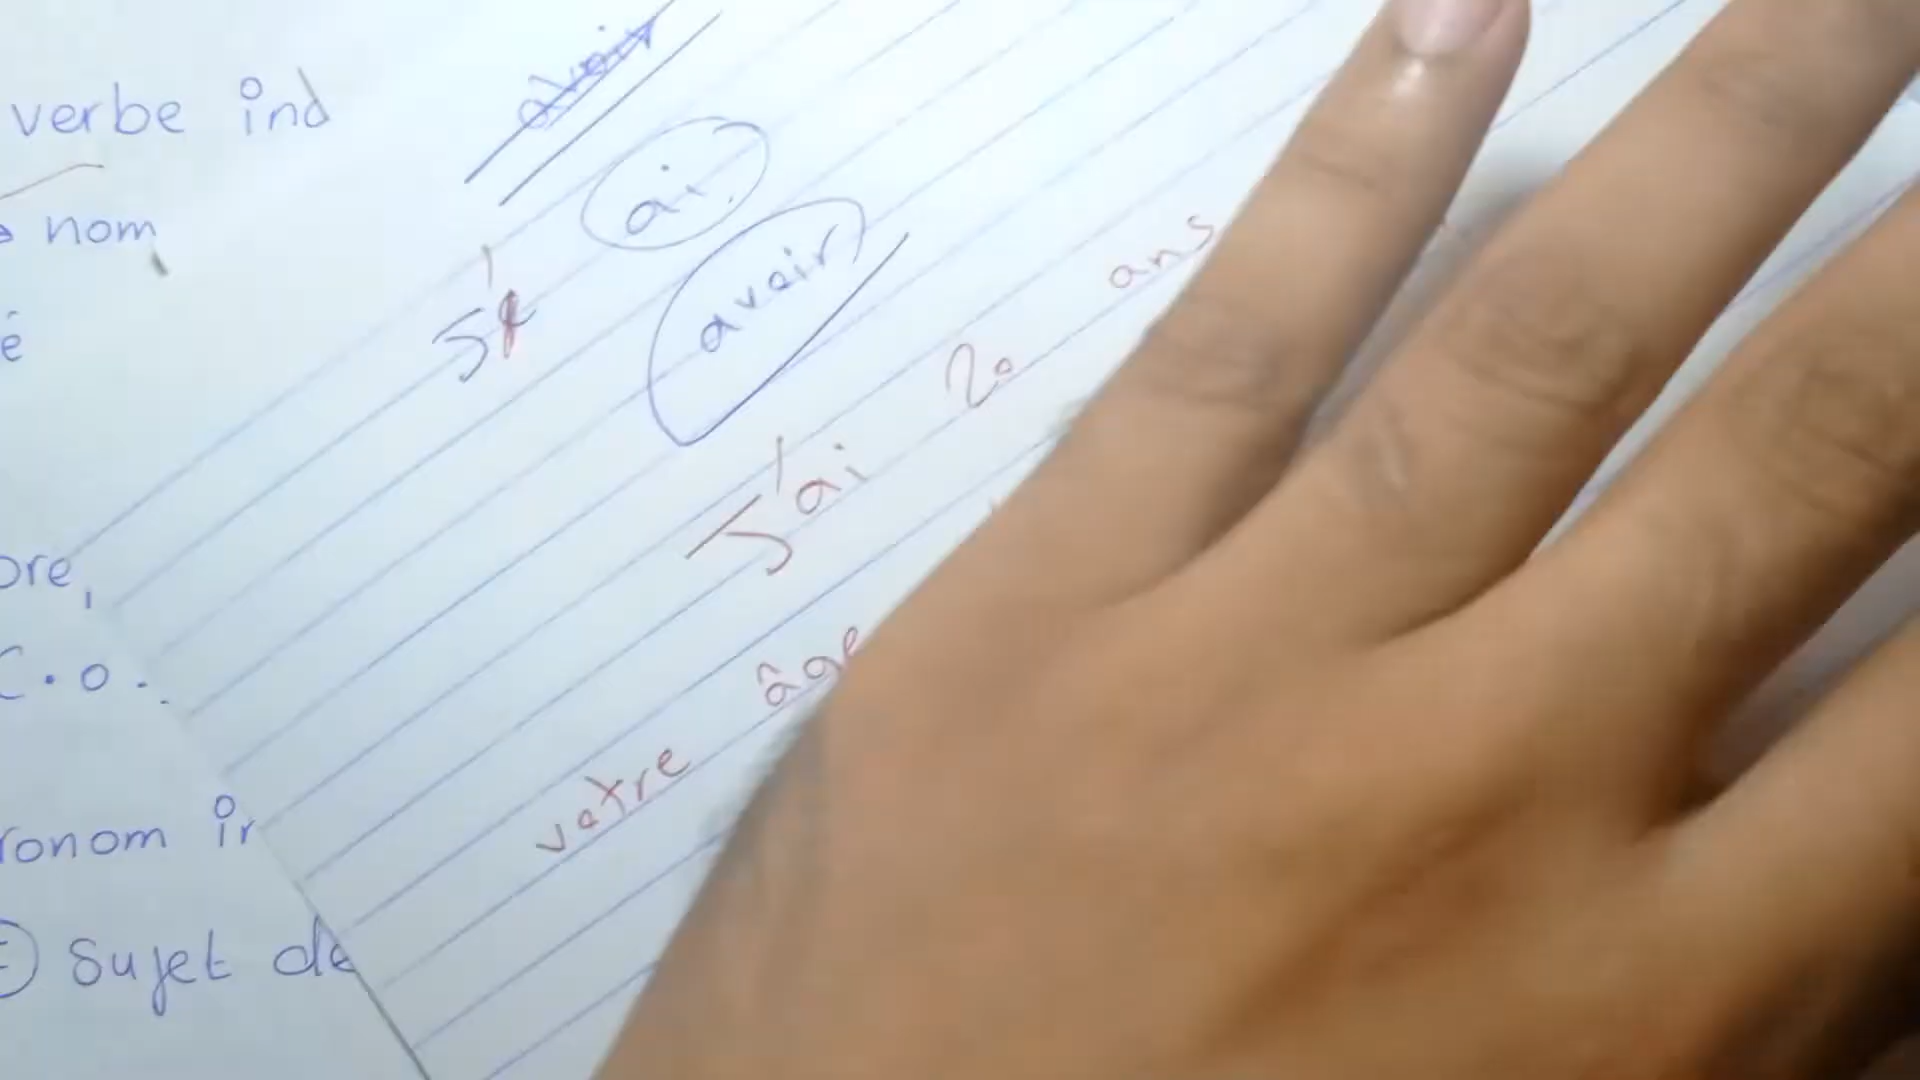 verbe ind
nom
é
ore,
C.O.
ronom ir
Sujet de
avoir
ai
J'
avoir
J'ai 20 ans
votre âge